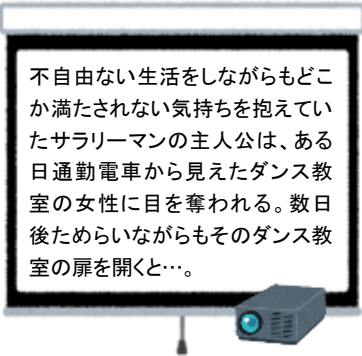 不自由ない生活をしながらもどこ
か満たされない気持ちを抱えてい
たサラリーマンの主人公は、ある
日通勤電車から見えたダンス教
室の女性に目を奪われる。数日
後ためらいながらもそのダンス教
室の扉を開くと…。